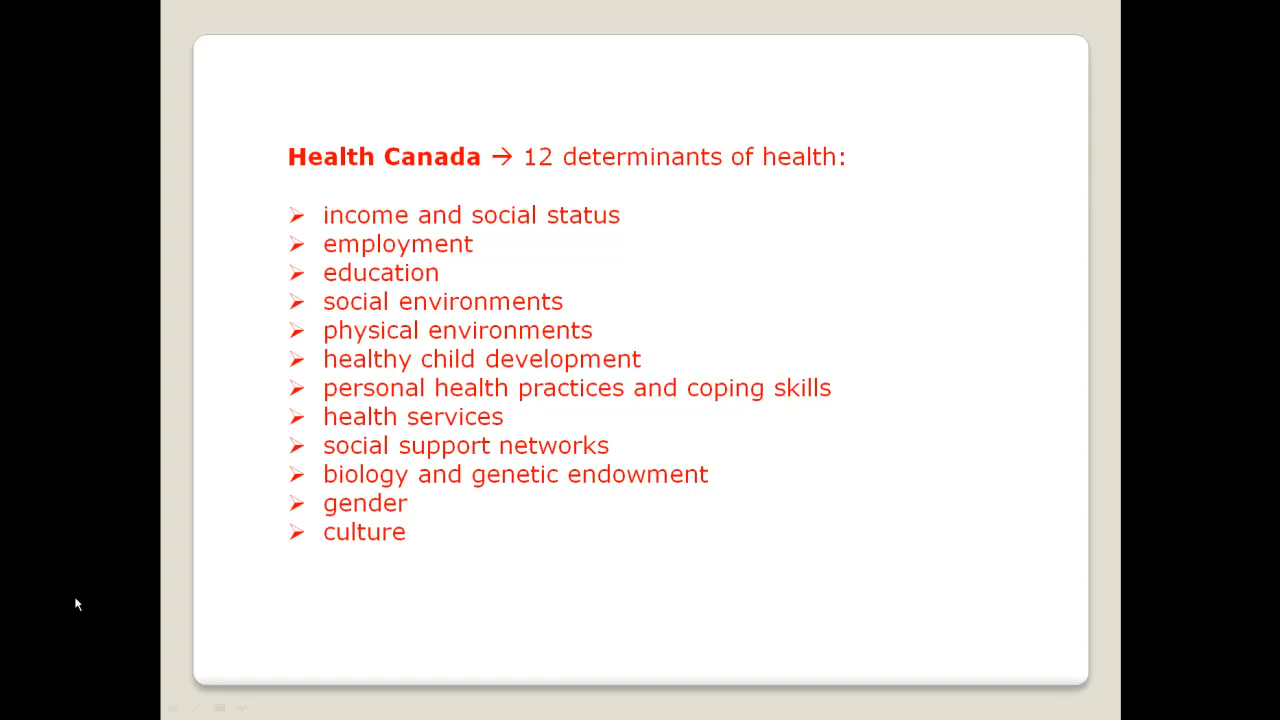 Health Canada → 12 determinants of health:
➢ income and social status
➢ employment
➢ education
➢ social environments
➢ physical environments
➢ healthy child development
➢ personal health practices and coping skills
➢ health services
➢ social support networks
➢ biology and genetic endowment
➢ gender
➢ culture